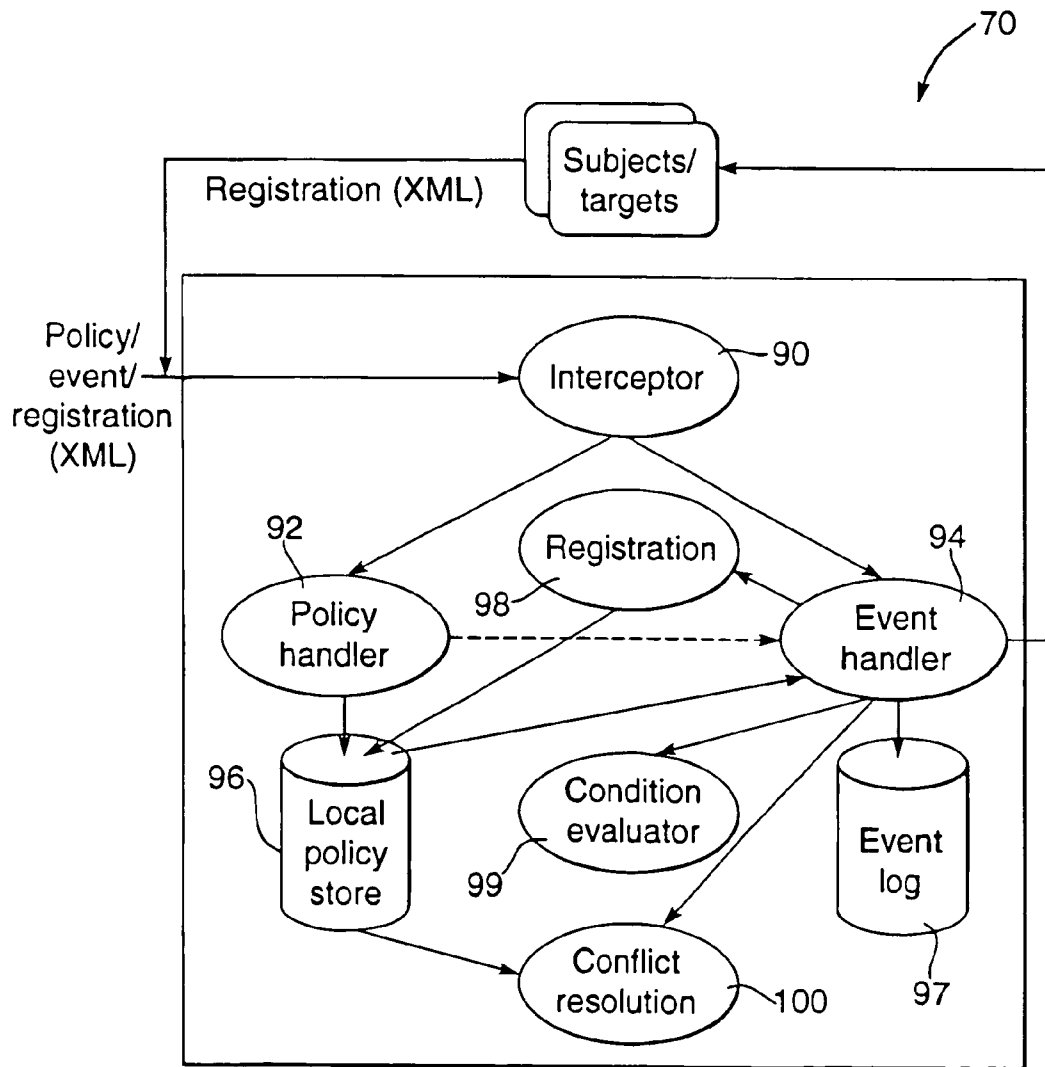 70
Subjects/
targets
Registration (XML)
Policy/
event/
registration
(XML)
Interceptor
90
Registration
98
92
Policy
handler
94
Event
handler
96
Local
policy
store
Condition
evaluator
99
Event
log
97
Conflict
resolution
100